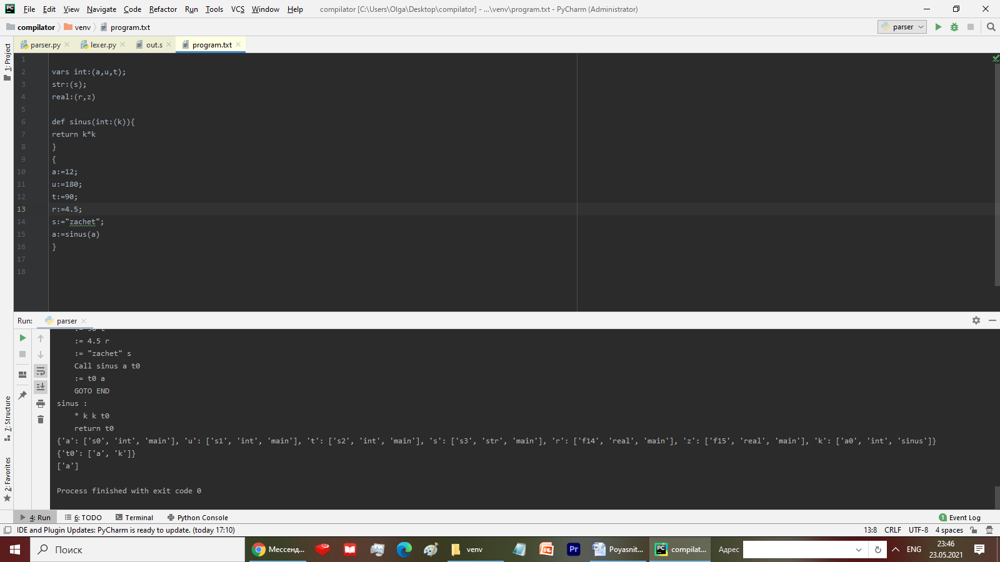 PC File Edit View Navigate Code Refactor Run Tools VCS Window Help compilator [C:\Users\Olga\Desktop\compilator] - ...\venv\program.txt - PyCharm (Administrator)
compilator venv program.txt parser
parser.py lexer.py out.s program.txt
1: Project
1
2 vars int:(a,u,t);
3 str:(s);
4 real:(r,z)
5
6 def sinus(int:(k)){
7 return k*k
8 }
9 {
10 a:=12;
11 u:=180;
12 t:=90;
13 r:=4.5;
14 s:="zachet";
15 a:=sinus(a)
16 }
17
18
Run: parser
:= 90 t
:= 4.5 r
:= "zachet" s
Call sinus a t0
:= t0 a
GOTO END
sinus :
* k k t0
return t0
{'a': ['s0', 'int', 'main'], 'u': ['s1', 'int', 'main'], 't': ['s2', 'int', 'main'], 's': ['s3', 'str', 'main'], 'r': ['f14', 'real', 'main'], 'z': ['f15', 'real', 'main'], 'k': ['a0', 'int', 'sinus']}
{'t0': ['a', 'k']}
['a']
Process finished with exit code 0
7: Structure
2: Favorites
4: Run 6: TODO Terminal Python Console 1 Event Log
IDE and Plugin Updates: PyCharm is ready to update. (today 17:10) 13:8 CRLF UTF-8 4 spaces
Поиск Мессенд... venv Pr Poyasnit... PC compilat... Адрес ENG 23:46
23.05.2021